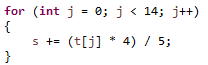 for (int j = 0; j < 14; j++)
{
    s += (t[j] * 4) / 5;
}